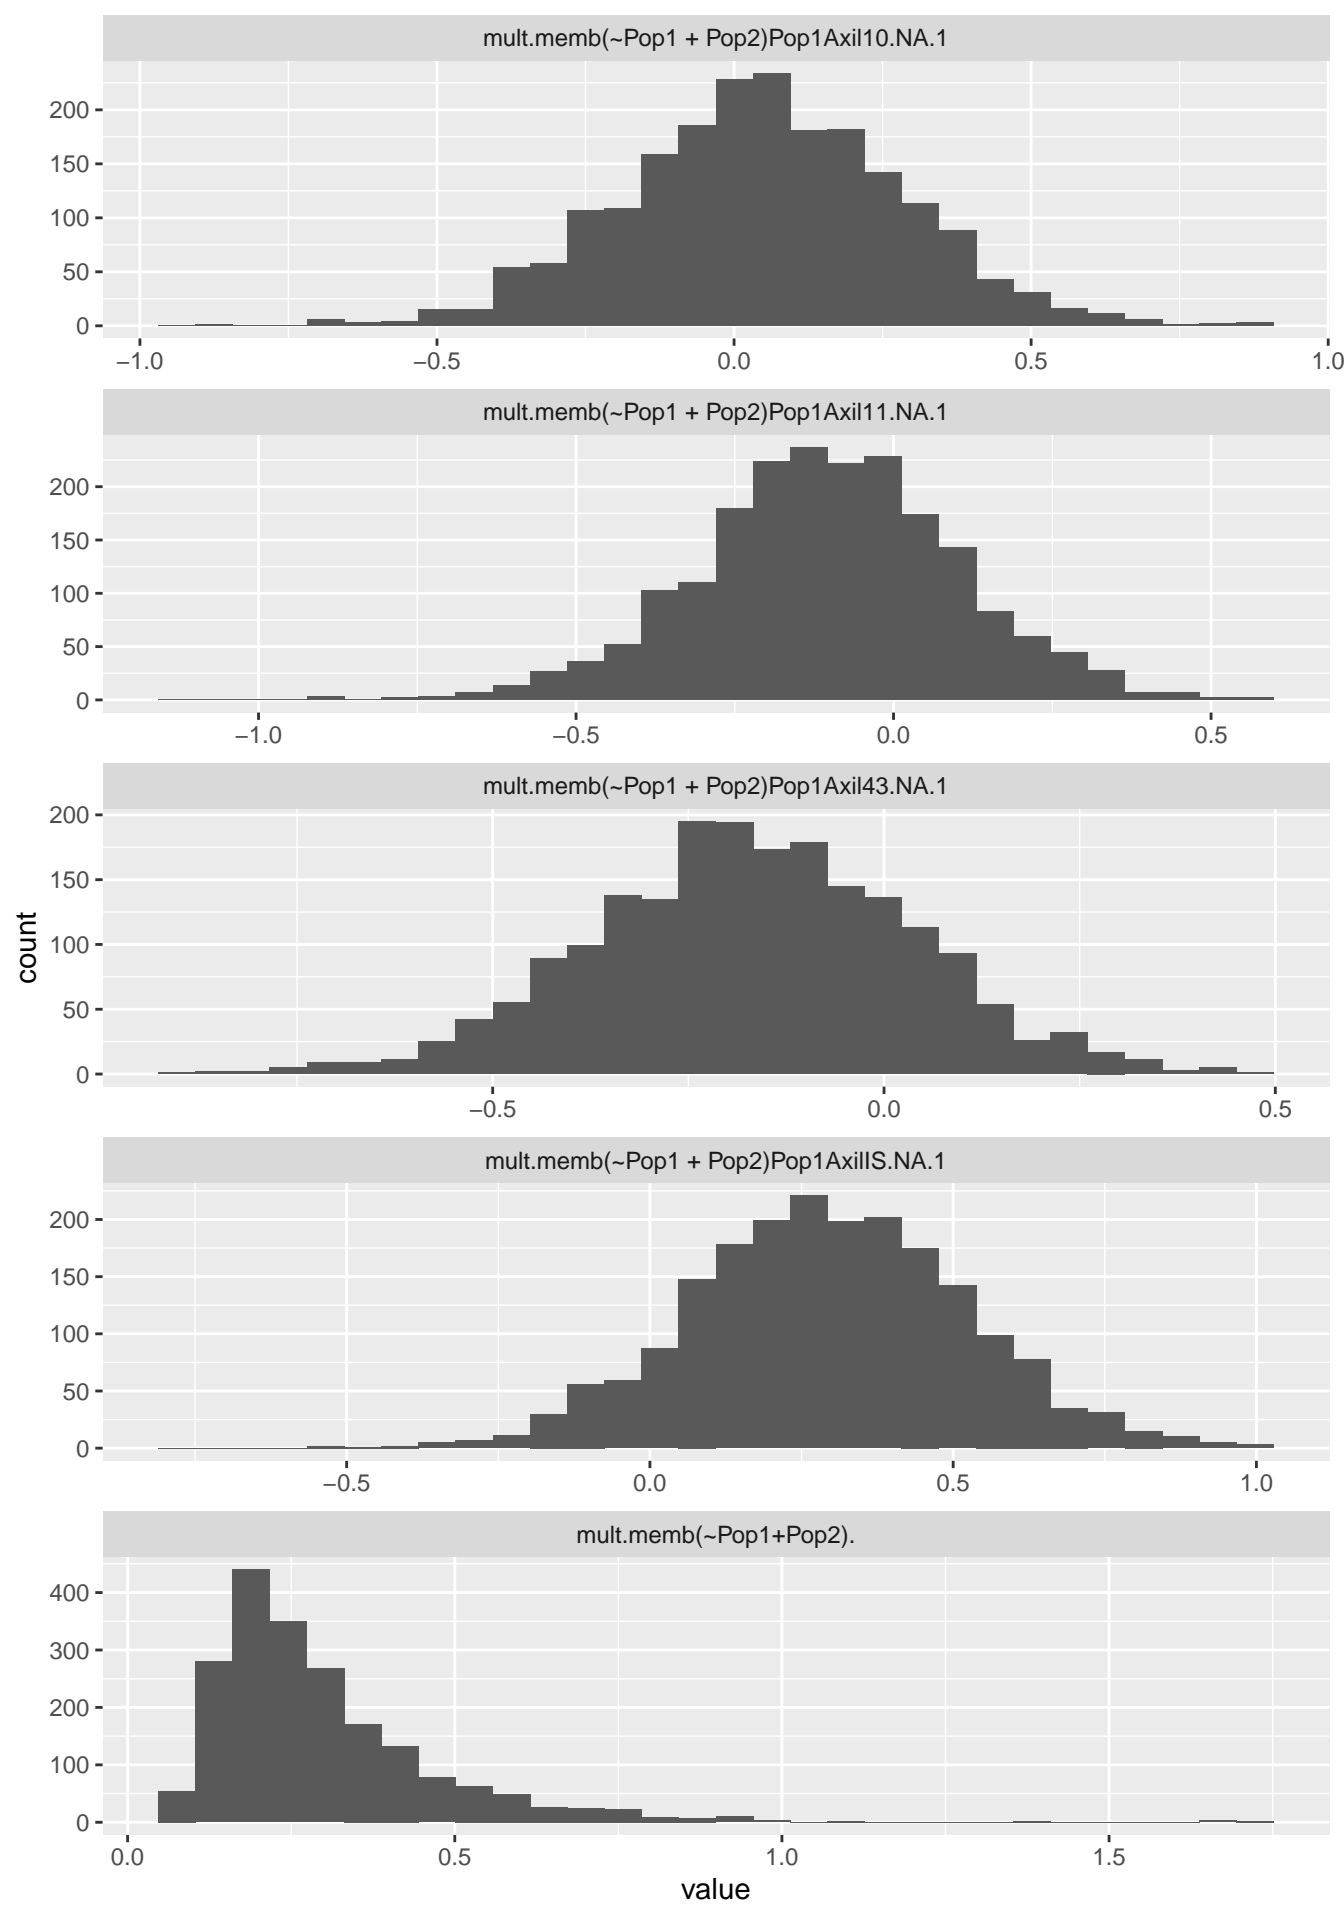 mult.memb(~Pop1 + Pop2)Pop1Axil10.NA.1
200
150
100
50
0
−1.0 −0.5 0.0 0.5 1.0
mult.memb(~Pop1 + Pop2)Pop1Axil11.NA.1
200
150
100
50
0
−1.0 −0.5 0.0 0.5
mult.memb(~Pop1 + Pop2)Pop1Axil43.NA.1
200
150
100
50
0
−0.5 0.0 0.5
count
mult.memb(~Pop1 + Pop2)Pop1AxilIS.NA.1
200
150
100
50
0
−0.5 0.0 0.5 1.0
mult.memb(~Pop1+Pop2).
400
300
200
100
0
0.0 0.5 1.0 1.5
value